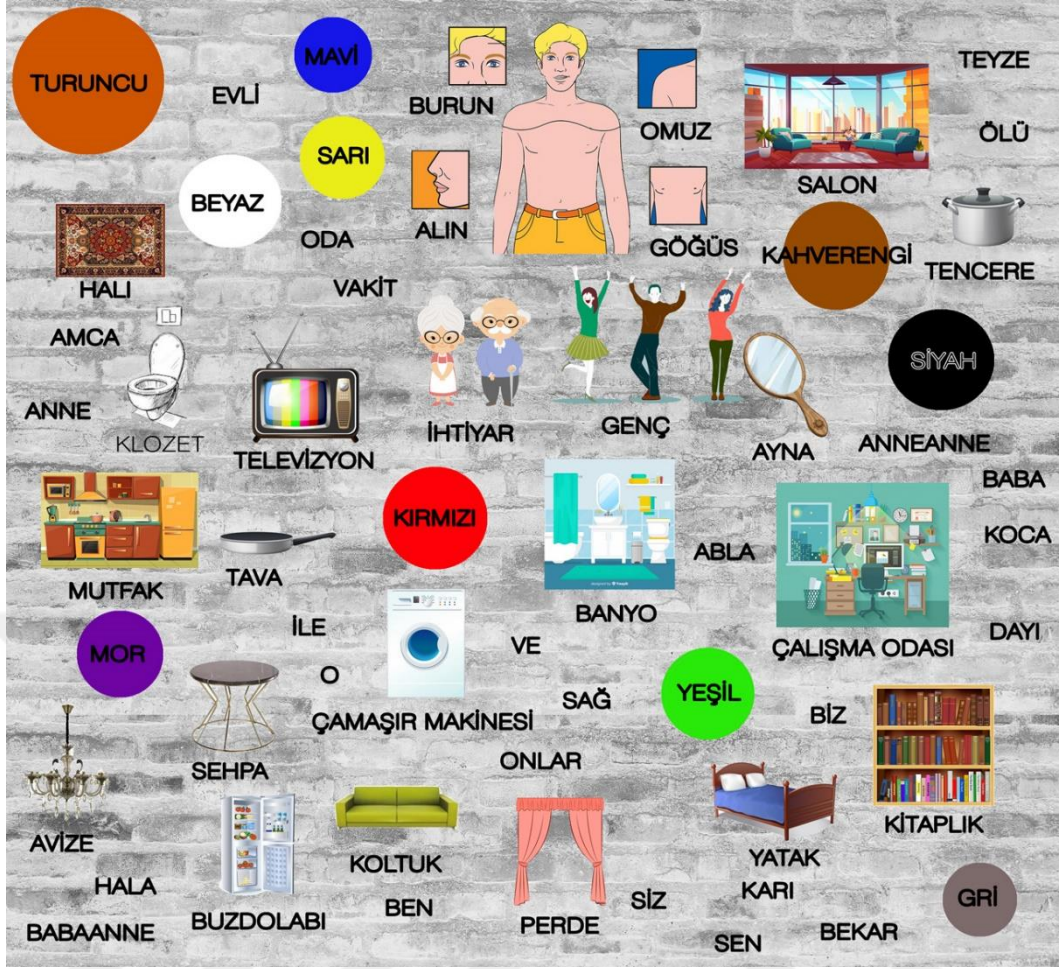 TURUNCU
EVLİ
MAVİ
BURUN
OMUZ
TEYZE
ÖLÜ
SARI
SALON
BEYAZ
ODA
ALIN
GÖĞÜS
KAHVERENGİ
TENCERE
HALI
VAKİT
AMCA
SİYAH
ANNE
KLOZET
TELEVİZYON
İHTİYAR
GENÇ
AYNA
ANNEANNE
BABA
KIRMIZI
KOCA
ABLA
TAVA
MUTFAK
BANYO
İLE
VE
DAYI
ÇALIŞMA ODASI
MOR
O
SAĞ
YEŞİL
BİZ
ÇAMAŞIR MAKİNESİ
ONLAR
SEHPA
KİTAPLIK
AVİZE
KOLTUK
YATAK
HALA
KARI
BEN
SİZ
GRİ
BUZDOLABI
PERDE
BABAANNE
SEN
BEKAR